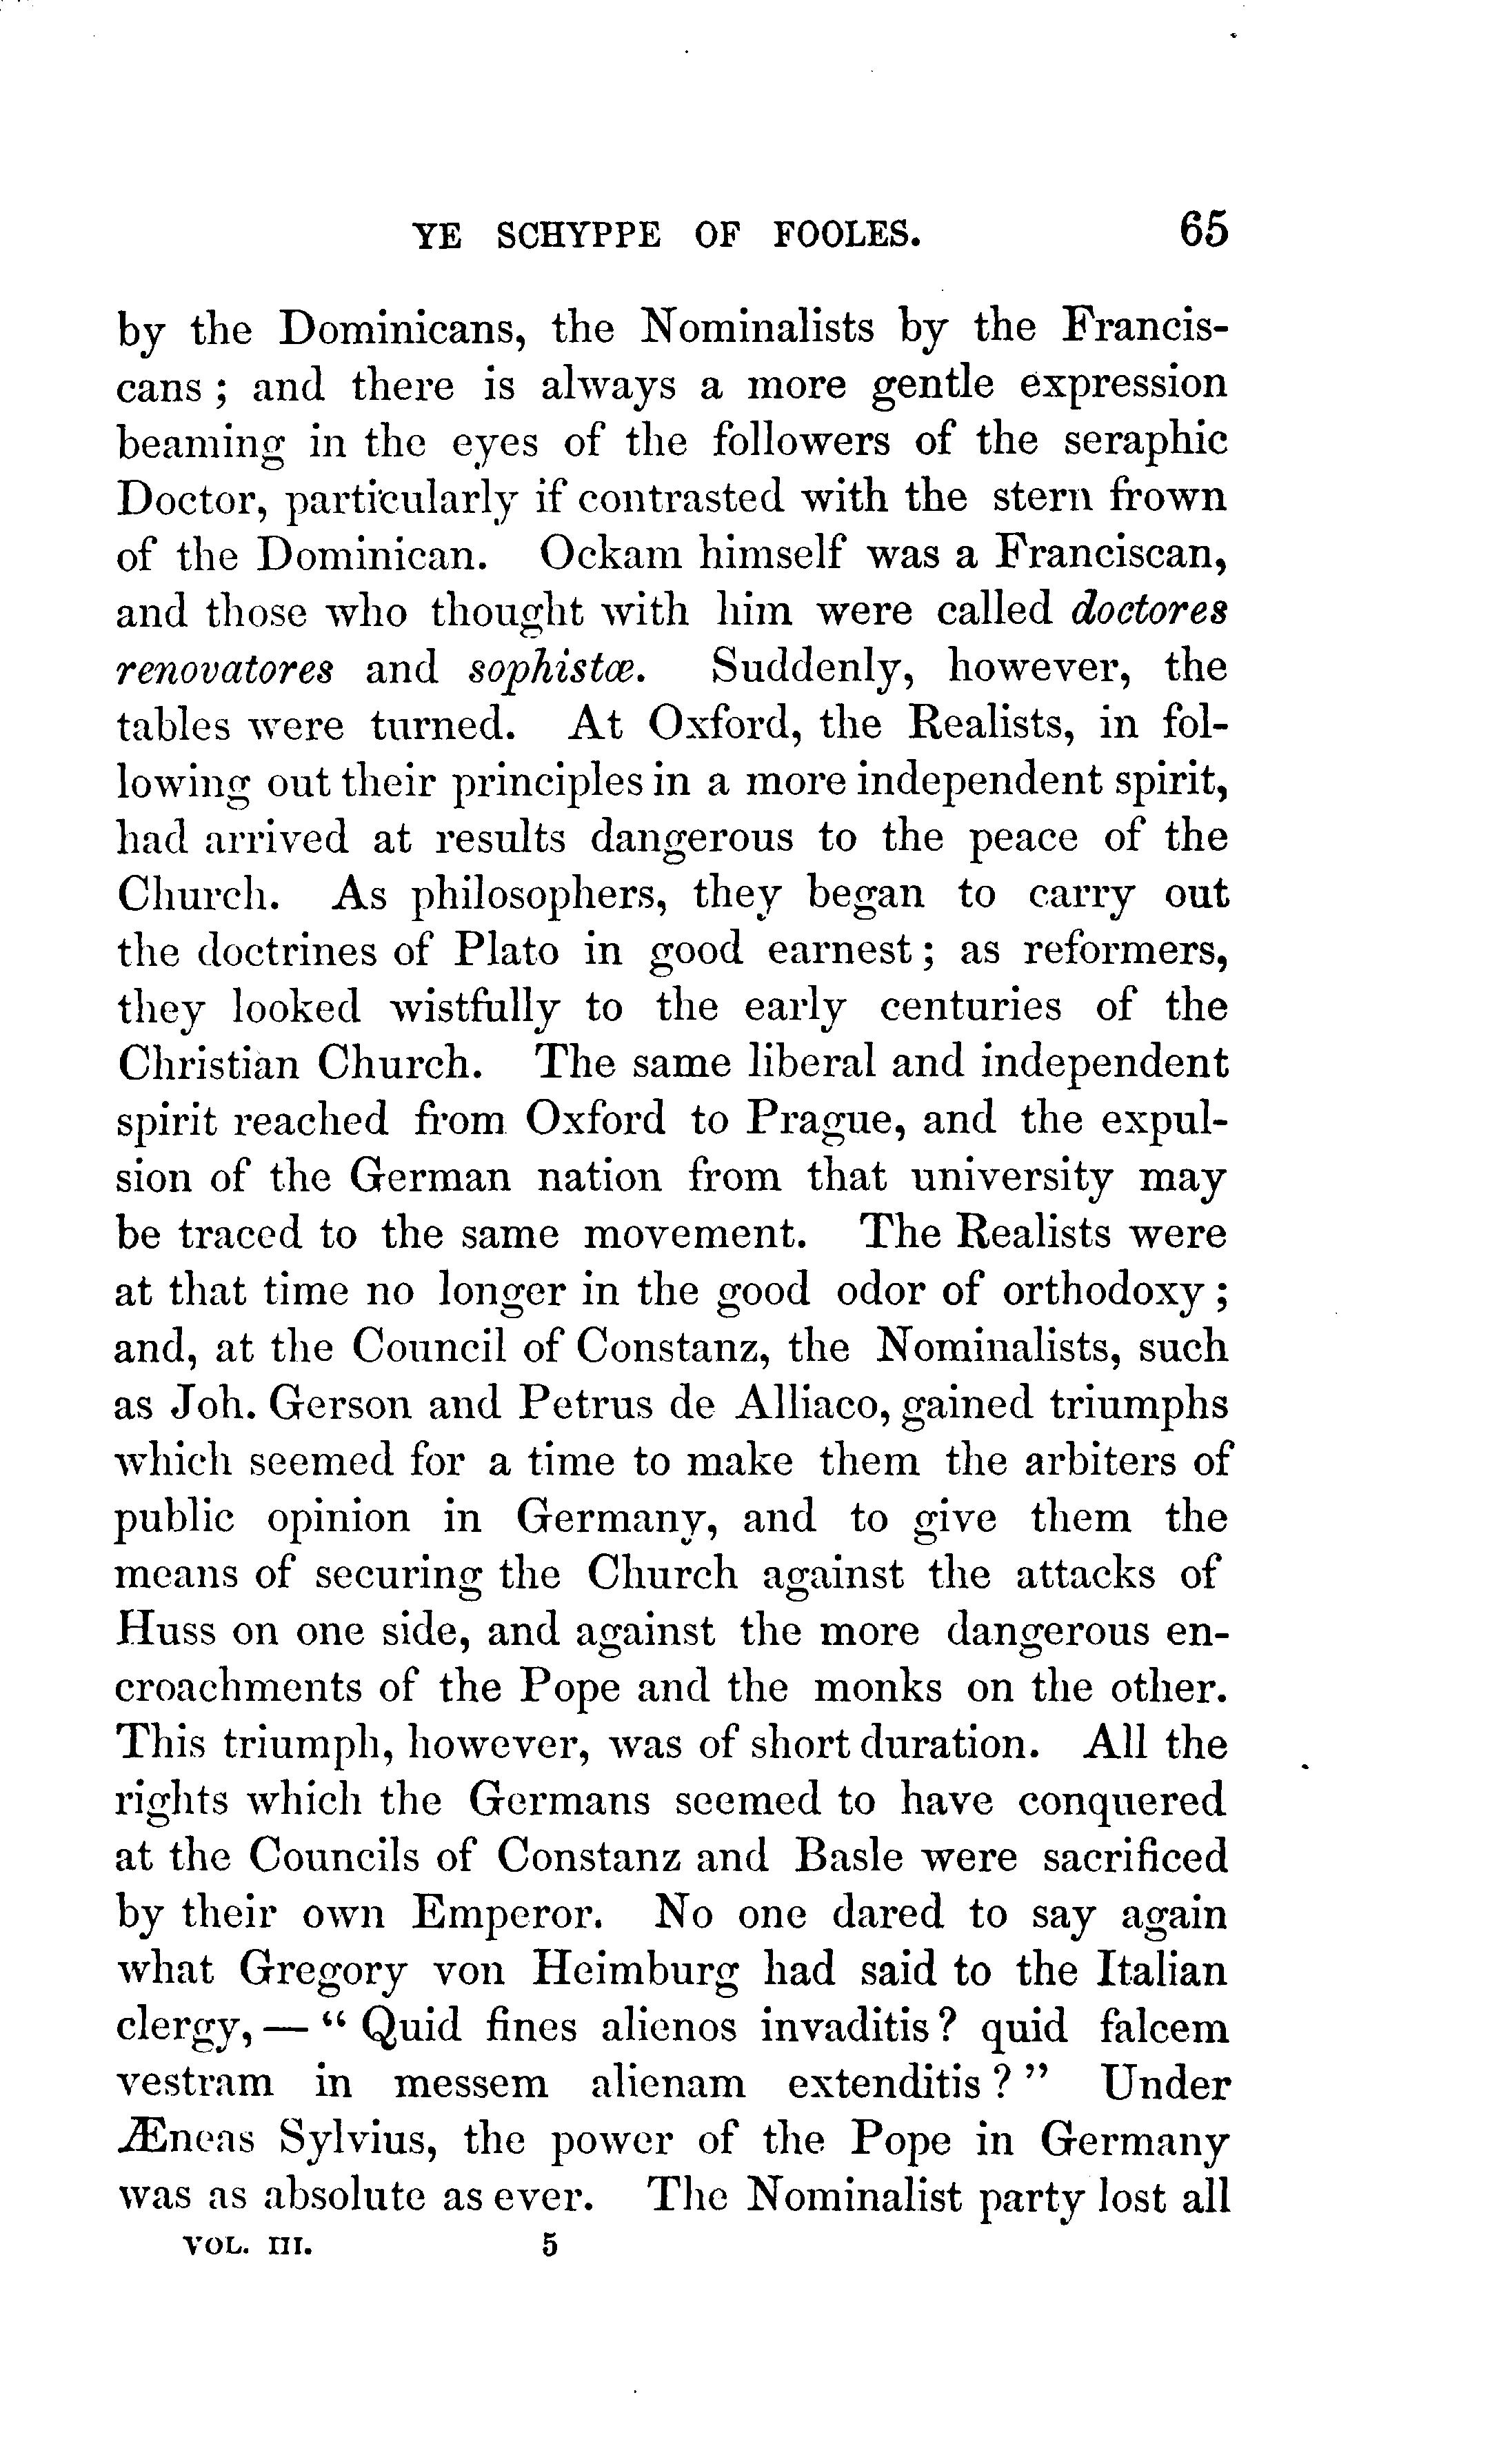 YE SCHYPPE OF FOOLES. 65
by the Dominicans, the Nominalists by the Francis-
cans ; and there is always a more gentle expression
beaming in the eyes of the followers of the seraphic
Doctor, particularly if contrasted with the stern frown
of the Dominican. Ockam himself was a Franciscan,
and those who thought with him were called doctores
renovatores and sophistœ. Suddenly, however, the
tables were turned. At Oxford, the Realists, in fol-
lowing out their principles in a more independent spirit,
had arrived at results dangerous to the peace of the
Church. As philosophers, they began to carry out
the doctrines of Plato in good earnest ; as reformers,
they looked wistfully to the early centuries of the
Christian Church. The same liberal and independent
spirit reached from Oxford to Prague, and the expul-
sion of the German nation from that university may
be traced to the same movement. The Realists were
at that time no longer in the good odor of orthodoxy ;
and, at the Council of Constanz, the Nominalists, such
as Joh. Gerson and Petrus de Alliaco, gained triumphs
which seemed for a time to make them the arbiters of
public opinion in Germany, and to give them the
means of securing the Church against the attacks of
Huss on one side, and against the more dangerous en-
croachments of the Pope and the monks on the other.
This triumph, however, was of short duration. All the
rights which the Germans seemed to have conquered
at the Councils of Constanz and Basle were sacrificed
by their own Emperor. No one dared to say again
what Gregory von Heimburg had said to the Italian
clergy, — “ Quid fines alienos invaditis ? quid falcem
vestram in messem alienam extenditis ? ” Under
Æneas Sylvius, the power of the Pope in Germany
was as absolute as ever. The Nominalist party lost all
VOL. III. 5